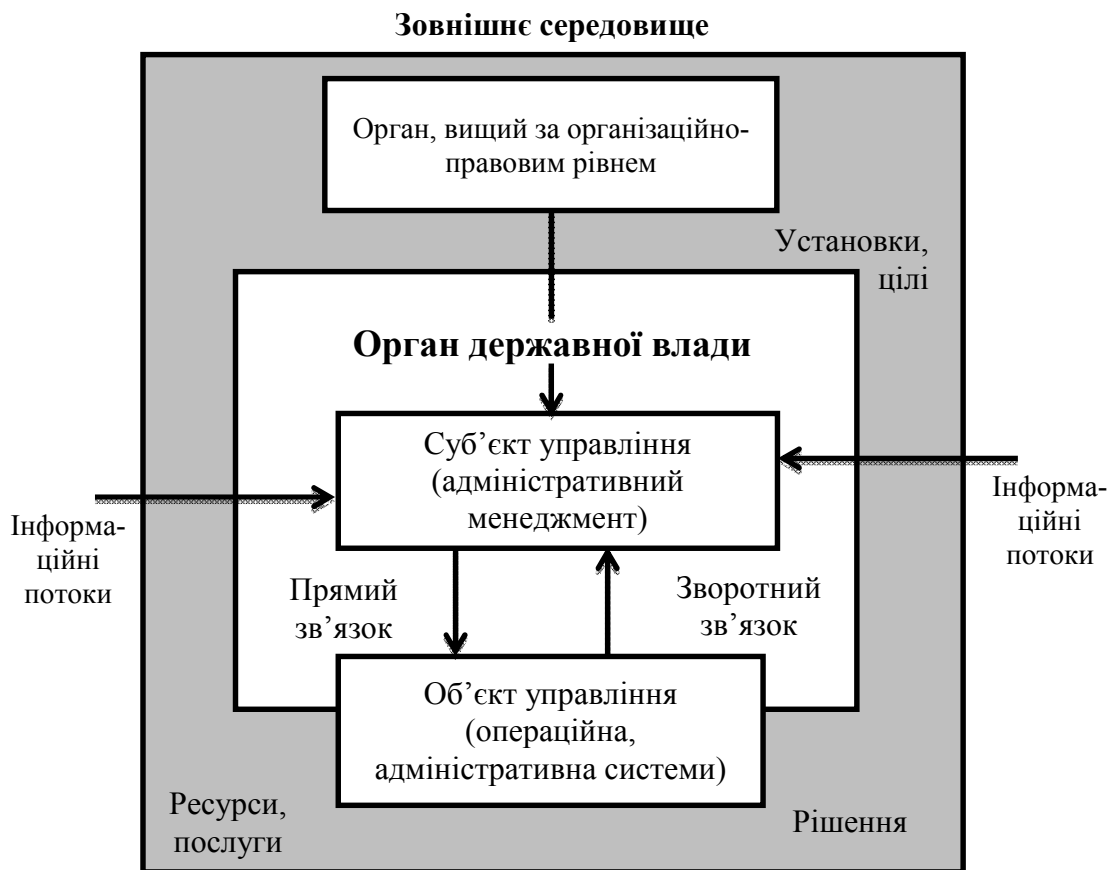 Зовнішнє середовище
Орган, вищий за організаційно-
правовим рівнем
Установки,
цілі
Орган державної влади
Суб’єкт управління
(адміністративний
менеджмент)
Інформа-
ційні
потоки
Інформа-
ційні
потоки
Прямий
зв’язок
Зворотний
зв’язок
Об’єкт управління
(операційна,
адміністративна системи)
Ресурси,
послуги
Рішення